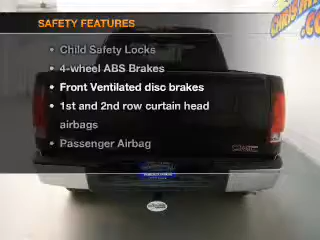 SAFETY FEATURES
Child Safety Locks
4-wheel ABS Brakes
Front Ventilated disc brakes
1st and 2nd row curtain head
airbags
Passenger Airbag
GMC